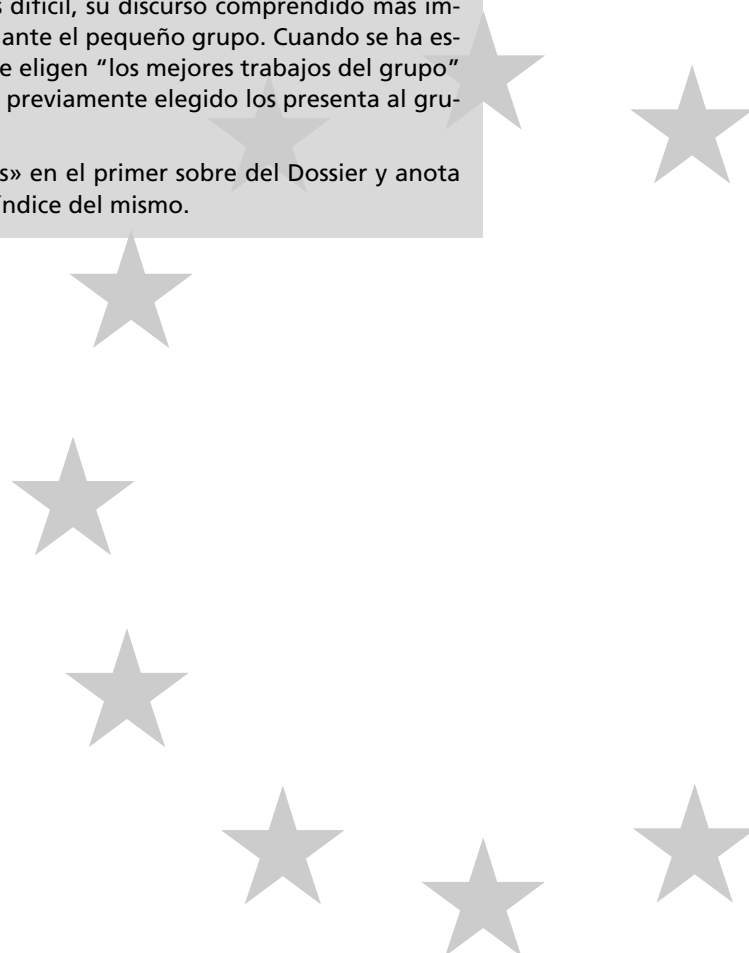 s difícil, su discurso comprendido más im-
ante el pequeño grupo. Cuando se ha es-
e eligen “los mejores trabajos del grupo”
previamente elegido los presenta al gru-
s» en el primer sobre del Dossier y anota
índice del mismo.